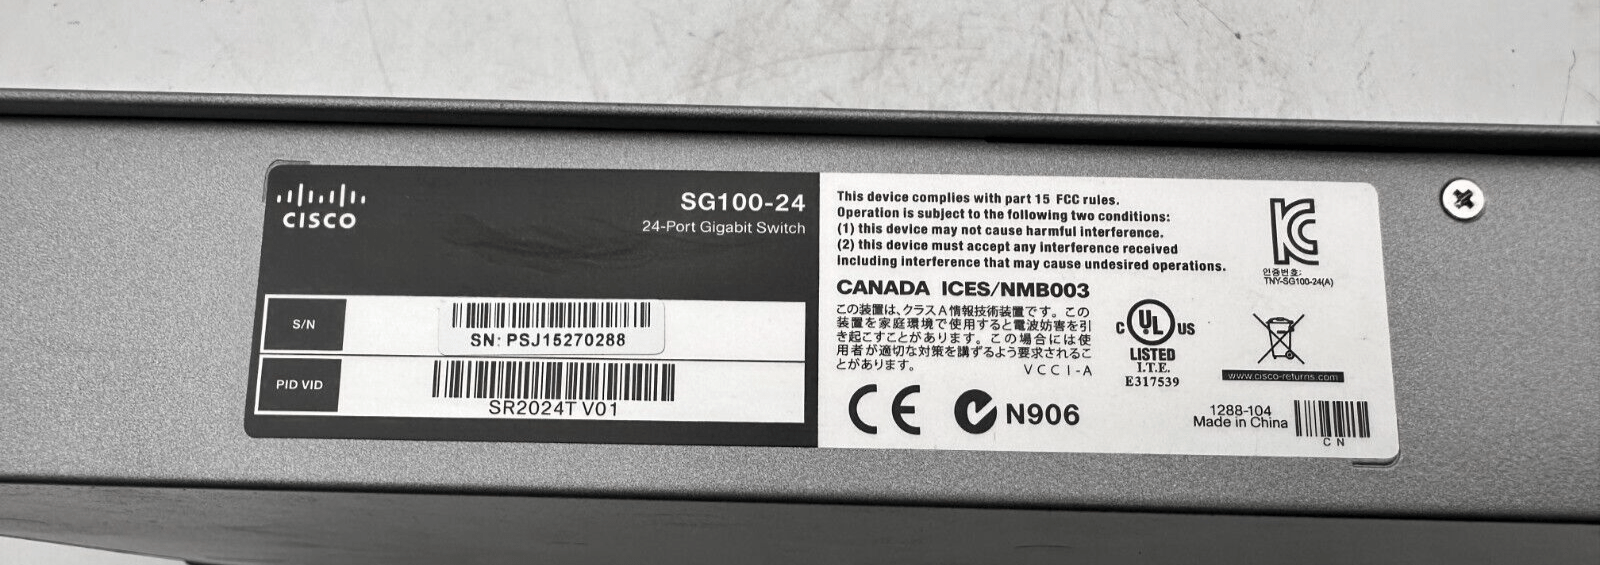 CISCO
SG100-24
24-Port Gigabit Switch
S/N
SN: PSJ15270288
PID VID
SR2024T V01
This device complies with part 15 FCC rules.
Operation is subject to the following two conditions:
(1) this device may not cause harmful interference.
(2) this device must accept any interference received
including interference that may cause undesired operations.
CANADA ICES/NMB003
この装置は、クラスA情報技術装置です。この
装置を家庭環境で使用すると電波妨害を引
き起こすことがあります。この場合には使
用者が適切な対策を講ずるよう要求されるこ
とがあります。
VCCI-A
CE
N906
C UL US
LISTED
I.T.E.
E317539
KC
인증번호:
TNY-SG100-24(A)
www.cisco-returns.com
1288-104
Made in China
CN